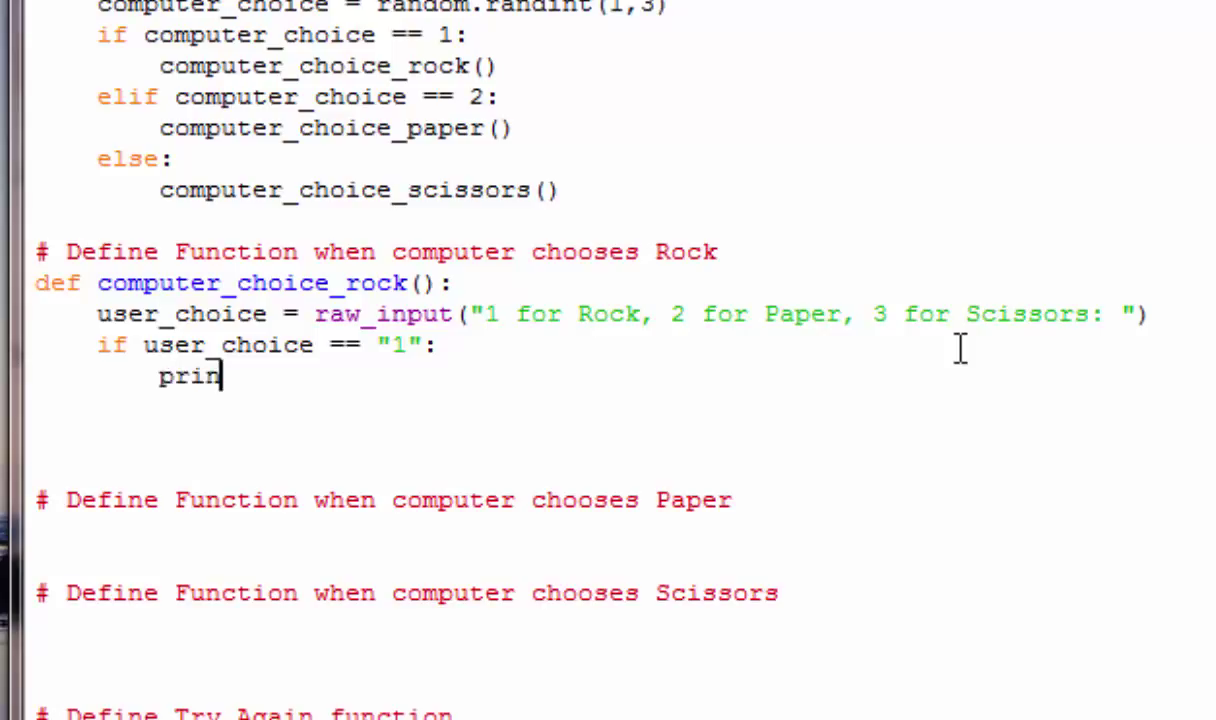 computer_choice = random.randint(1,3)
if computer_choice == 1:
computer_choice_rock()
elif computer_choice == 2:
computer_choice_paper()
else:
computer_choice_scissors()
# Define Function when computer chooses Rock
def computer_choice_rock():
user_choice = raw_input("1 for Rock, 2 for Paper, 3 for Scissors: ")
if user_choice == "1":
prin
# Define Function when computer chooses Paper
# Define Function when computer chooses Scissors
# Define Try Again function